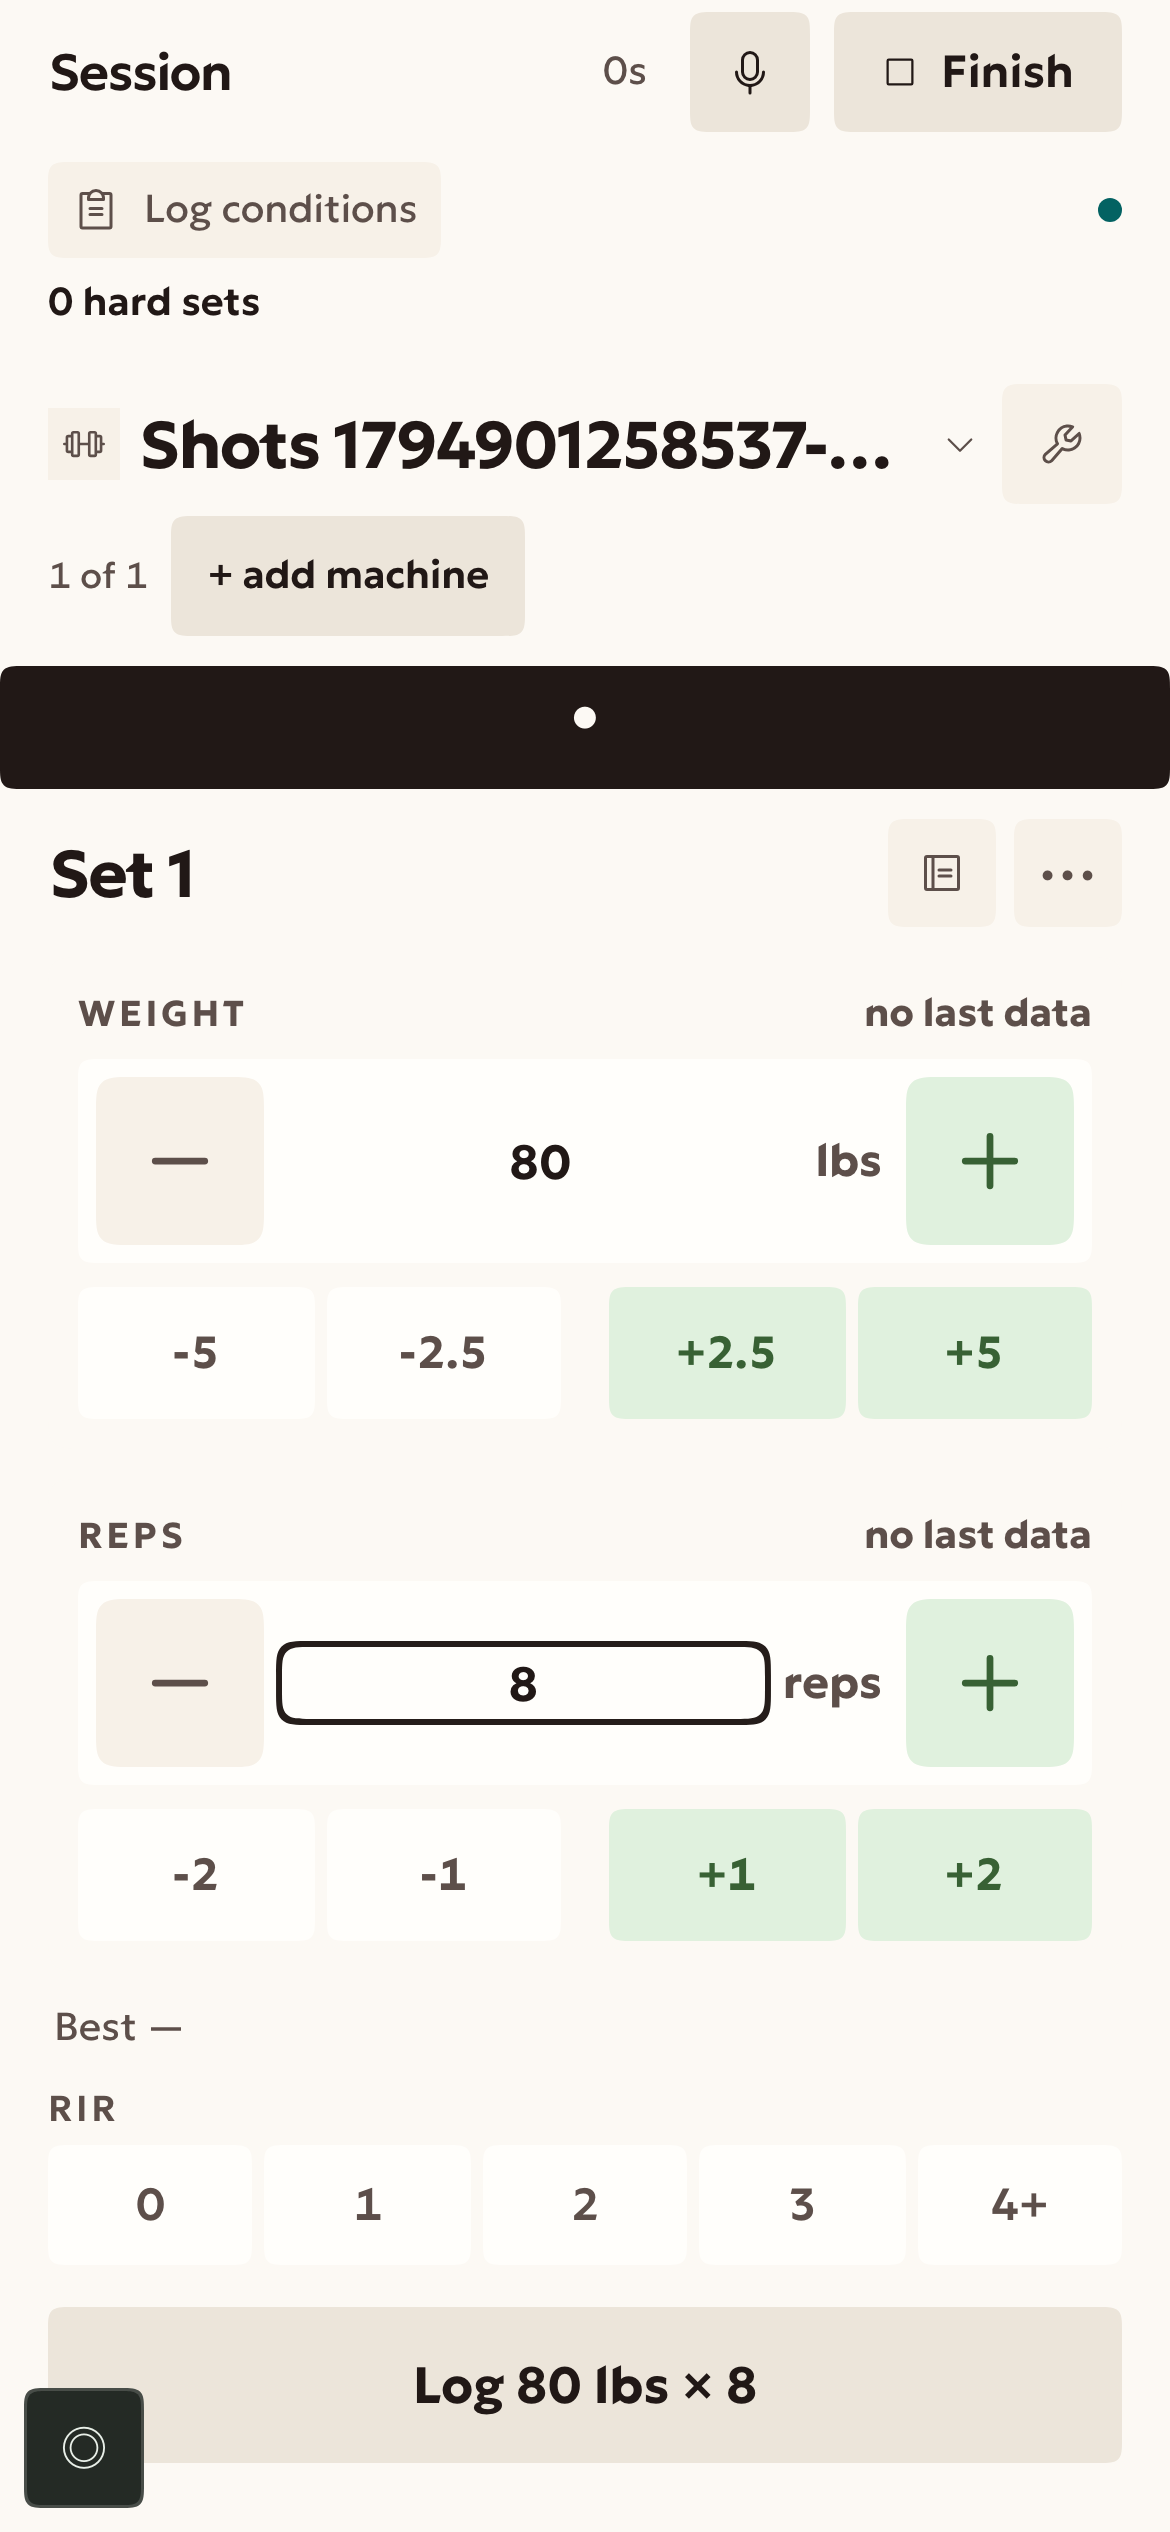 Session
0s
Finish
Log conditions
0 hard sets
Shots 1794901258537-...
1 of 1
+ add machine
Set 1
WEIGHT
no last data
80
lbs
-5
-2.5
+2.5
+5
REPS
no last data
8
reps
-2
-1
+1
+2
Best —
RIR
0
1
2
3
4+
Log 80 lbs × 8